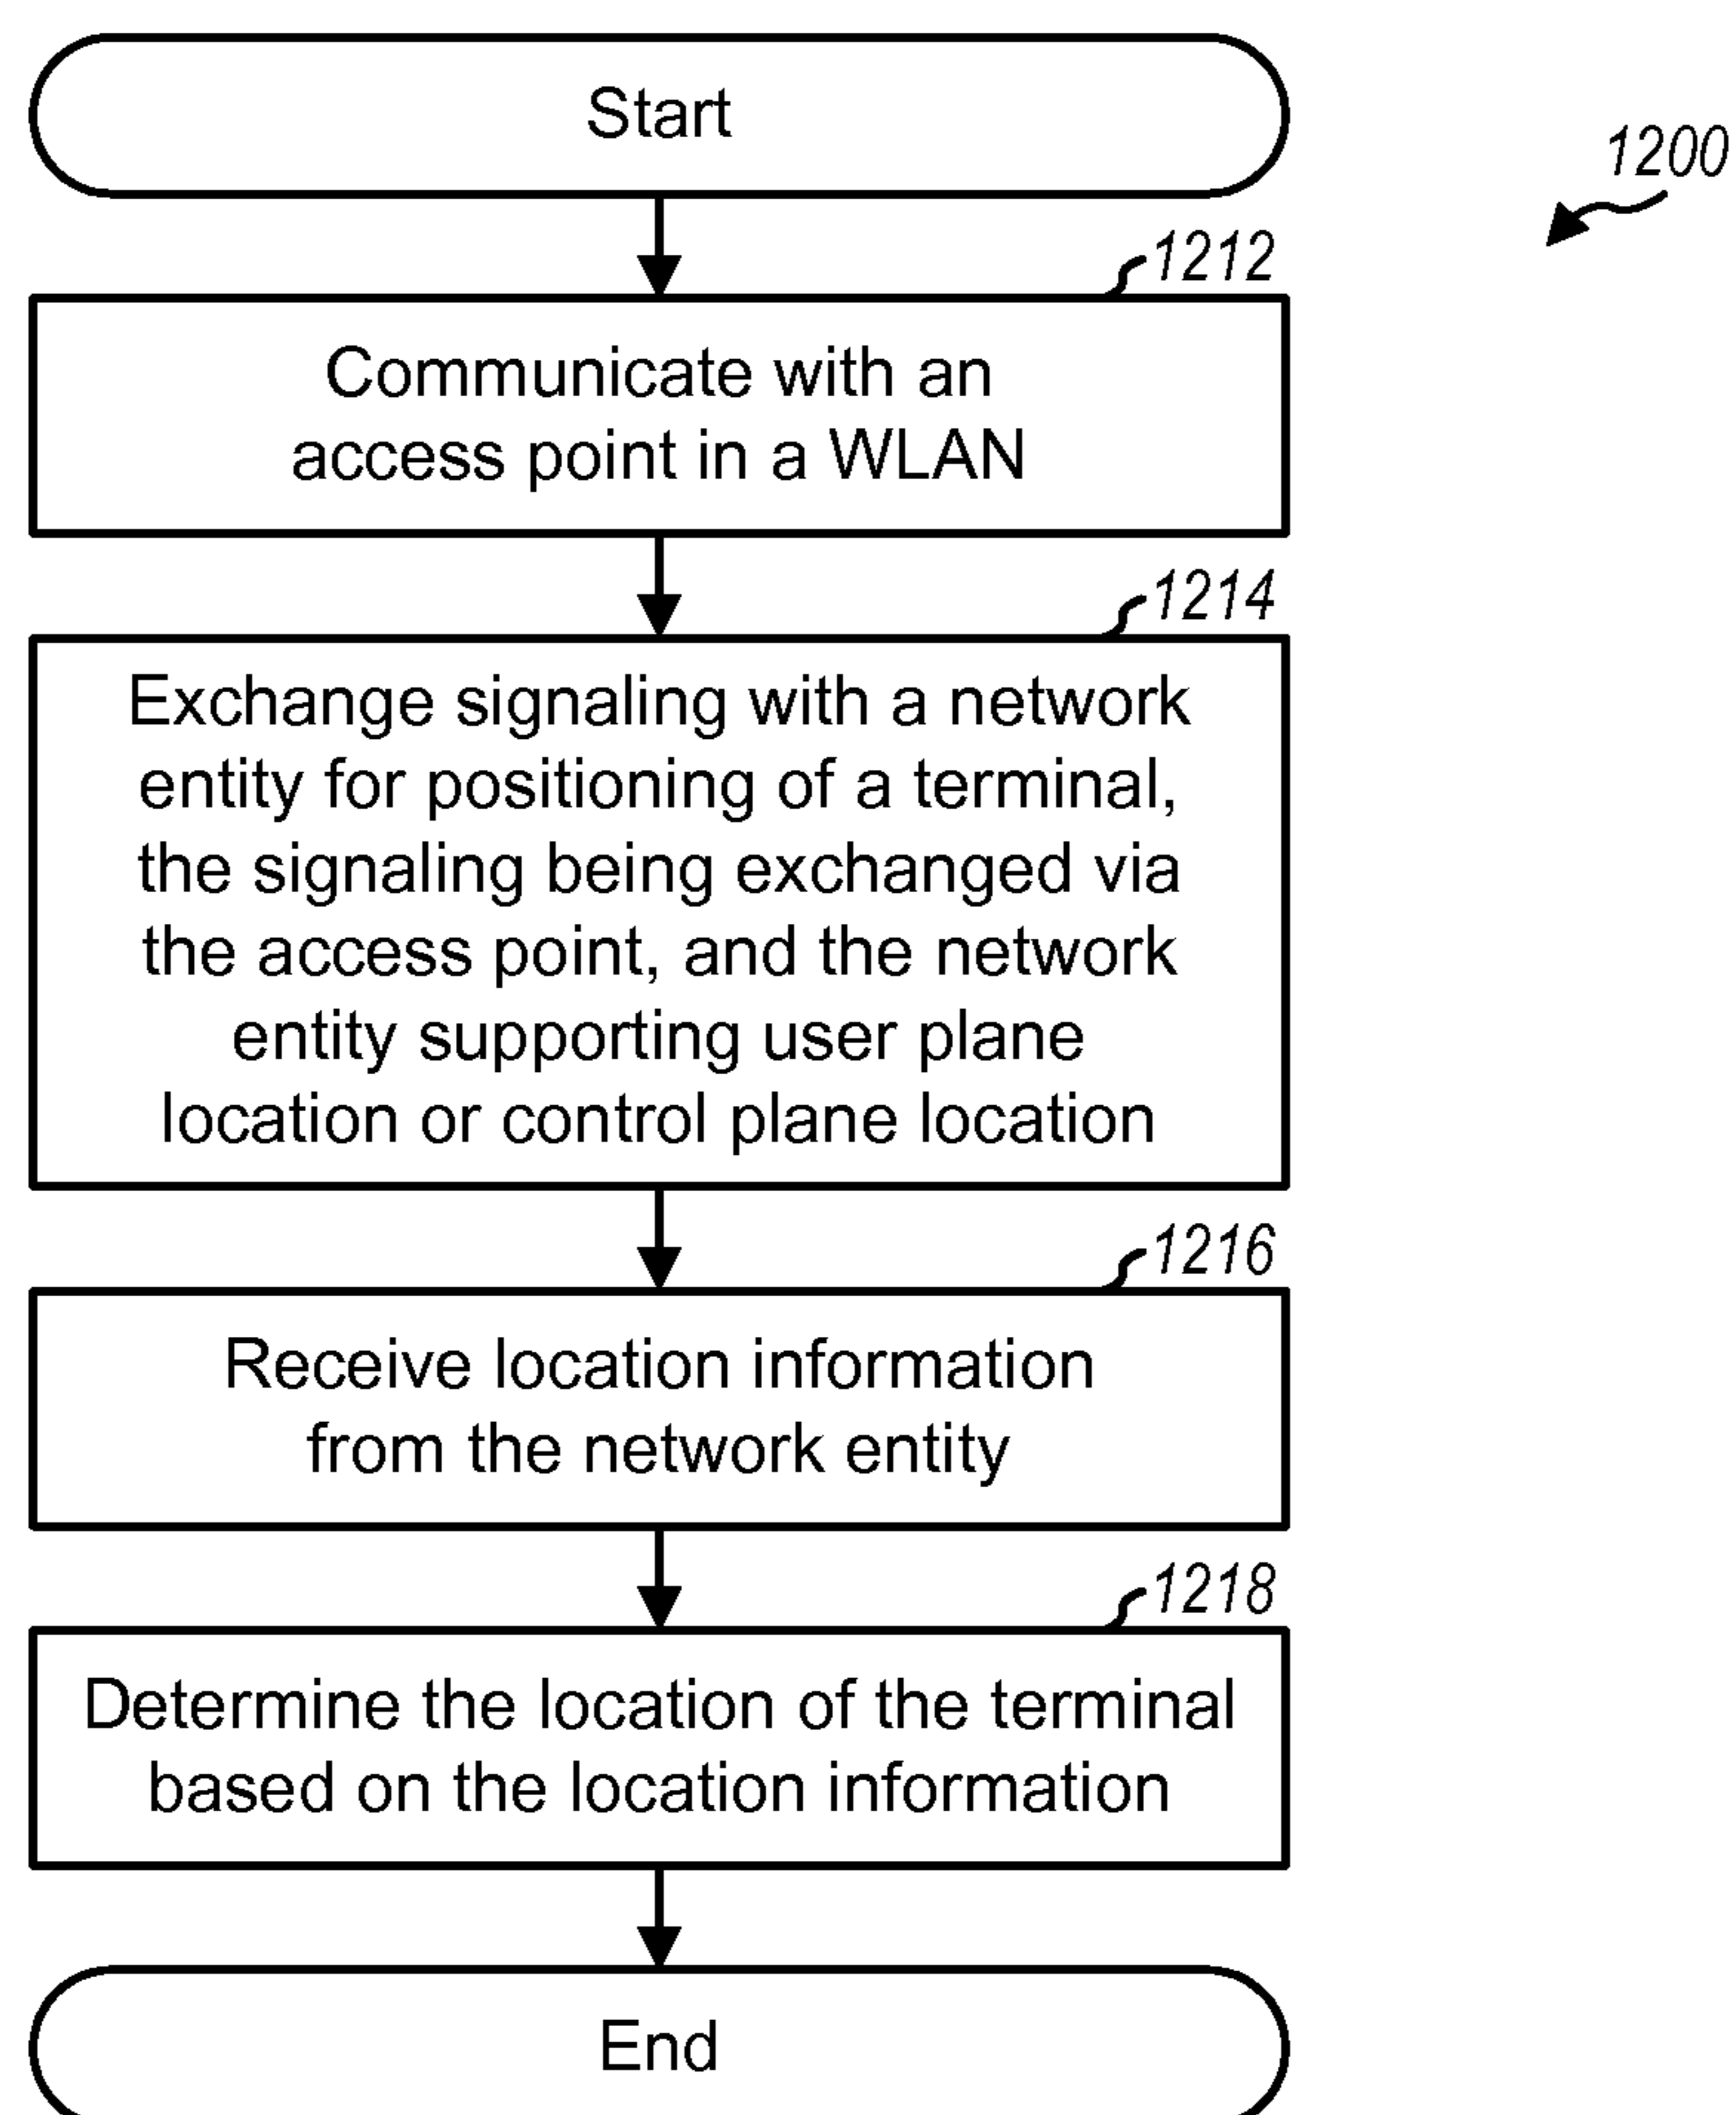 Start
1200
1212
Communicate with an
access point in a WLAN
1214
Exchange signaling with a network
entity for positioning of a terminal,
the signaling being exchanged via
the access point, and the network
entity supporting user plane
location or control plane location
1216
Receive location information
from the network entity
1218
Determine the location of the terminal
based on the location information
End